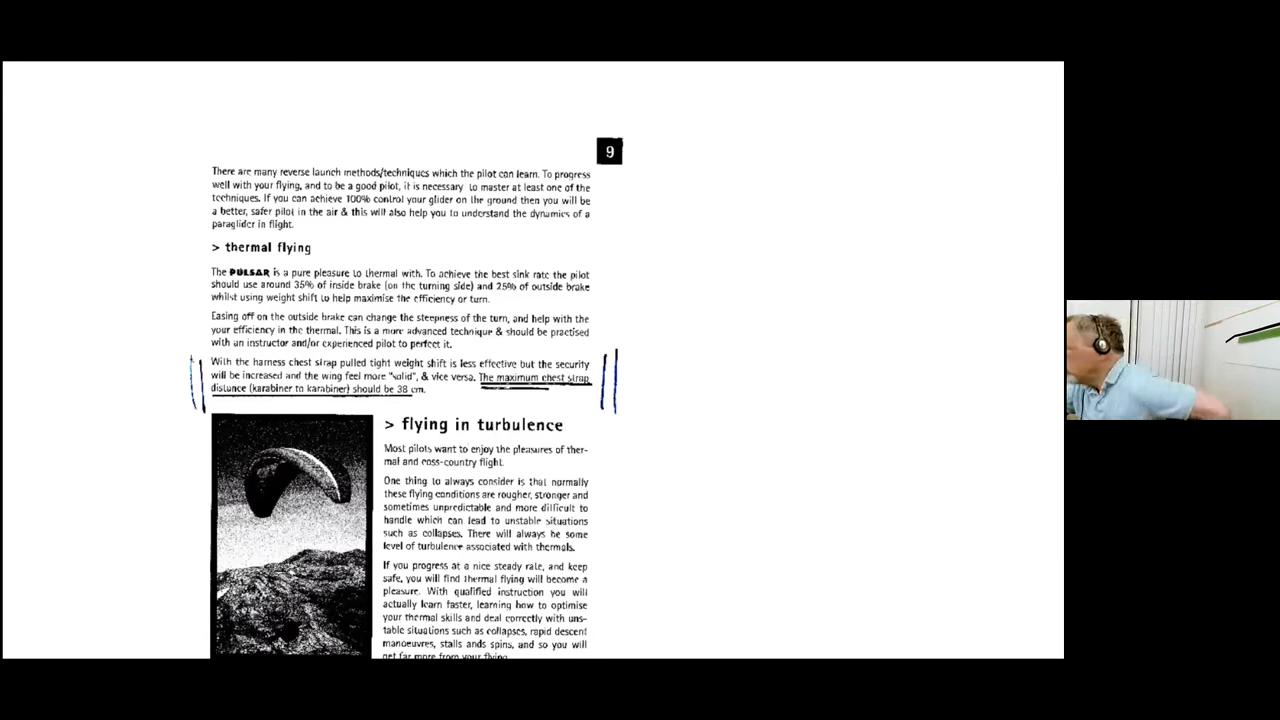 9
There are many reverse launch methods/techniques which the pilot can learn. To progress
well with your flying, and to be a good pilot, it is necessary to master at least one of the
techniques. If you can achieve 100% control your glider on the ground then you will be
a better, safer pilot in the air & this will also help you to understand the dynamics of a
paraglider in flight.
> thermal flying
The PULSAR is a pure pleasure to thermal with. To achieve the best sink rate the pilot
should use around 35% of inside brake (on the turning side) and 25% of outside brake
whilst using weight shift to help maximise the efficiency or turn.
Easing off on the outside brake can change the steepness of the turn, and help with the
your efficiency in the thermal. This is a more advanced technique & should be practised
with an instructor and/or experienced pilot to perfect it.
With the harness chest strap pulled tight weight shift is less effective but the security
will be increased and the wing feel more "solid", & vice versa. The maximum chest strap
distance (karabiner to karabiner) should be 38 cm.
> flying in turbulence
Most pilots want to enjoy the pleasures of ther-
mal and coss-country flight.
One thing to always consider is that normally
these flying conditions are rougher, stronger and
sometimes unpredictable and more difficult to
handle which can lead to unstable situations
such as collapses. There will always be some
level of turbulence associated with thermals.
If you progress at a nice steady rate, and keep
safe, you will find thermal flying will become a
pleasure. With qualified instruction you will
actually learn faster, learning how to optimise
your thermal skills and deal correctly with uns-
table situations such as collapses, rapid descent
manoeuvres, stalls ands spins, and so you will
get far more from your flying.